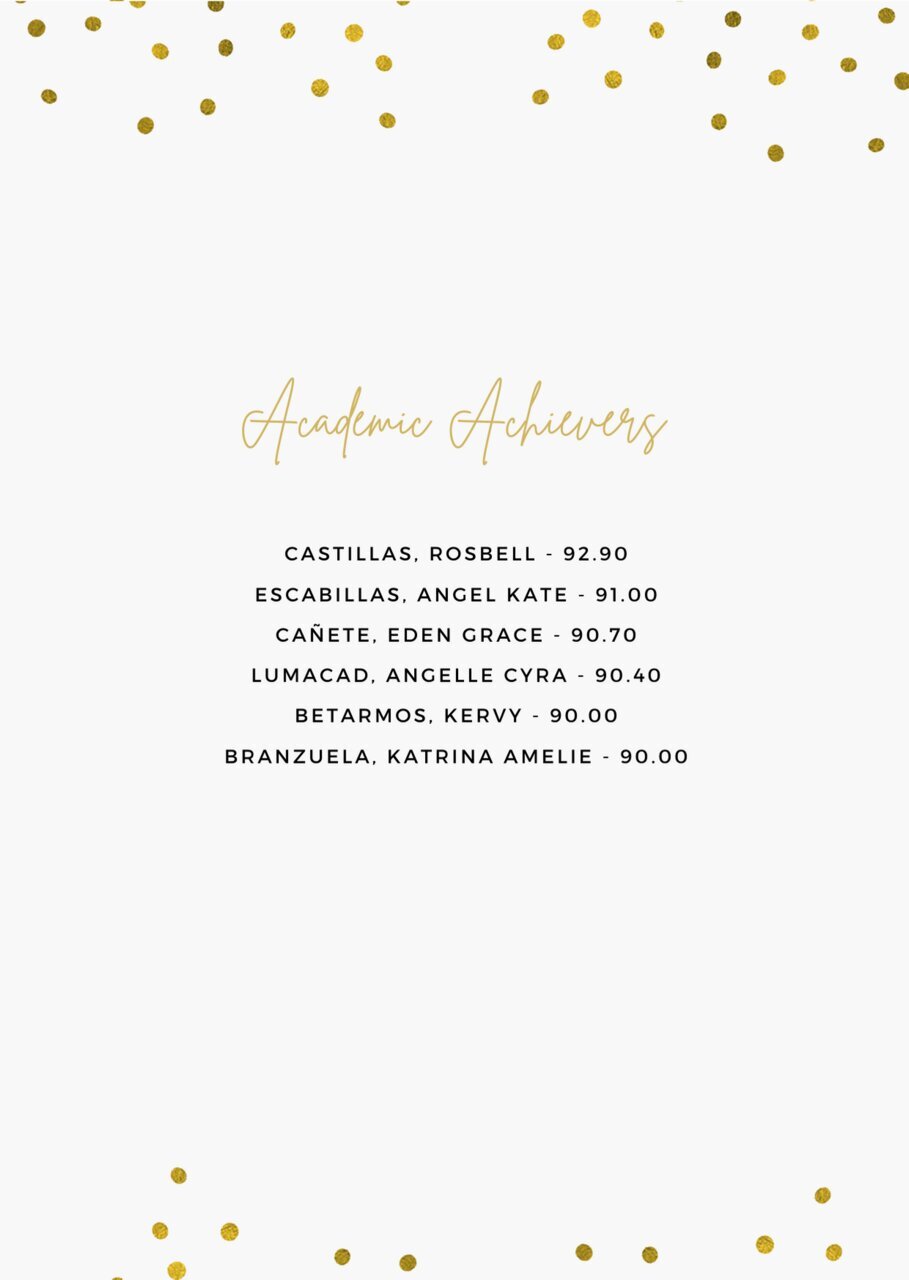 Academic Achievers
CASTILLAS, ROSBELL - 92.90
ESCABILLAS, ANGEL KATE - 91.00
CAÑETE, EDEN GRACE - 90.70
LUMACAD, ANGELLE CYRA - 90.40
BETARMOS, KERVY - 90.00
BRANZUELA, KATRINA AMELIE - 90.00